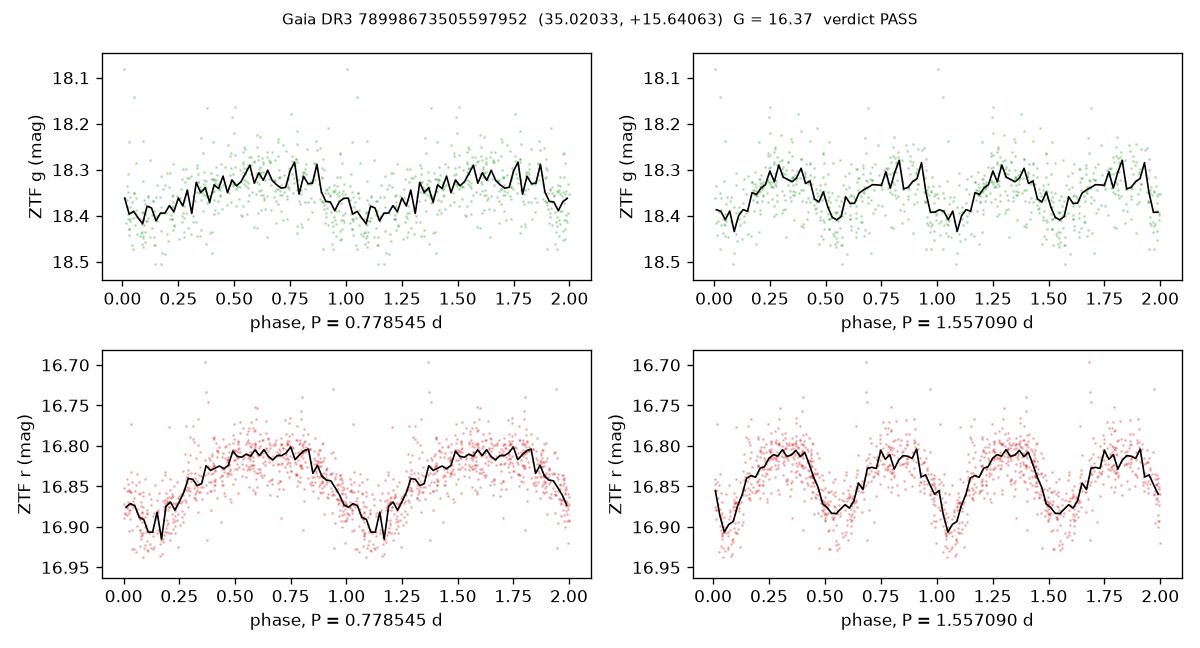 Gaia DR3 78998673505597952 (35.02033, +15.64063) G = 16.37 verdict PASS
ZTF g (mag)
18.1
18.2
18.3
18.4
18.5
0.00 0.25 0.50 0.75 1.00 1.25 1.50 1.75 2.00
phase, P = 0.778545 d
ZTF g (mag)
18.1
18.2
18.3
18.4
18.5
0.00 0.25 0.50 0.75 1.00 1.25 1.50 1.75 2.00
phase, P = 1.557090 d
ZTF r (mag)
16.70
16.75
16.80
16.85
16.90
16.95
0.00 0.25 0.50 0.75 1.00 1.25 1.50 1.75 2.00
phase, P = 0.778545 d
ZTF r (mag)
16.70
16.75
16.80
16.85
16.90
16.95
0.00 0.25 0.50 0.75 1.00 1.25 1.50 1.75 2.00
phase, P = 1.557090 d